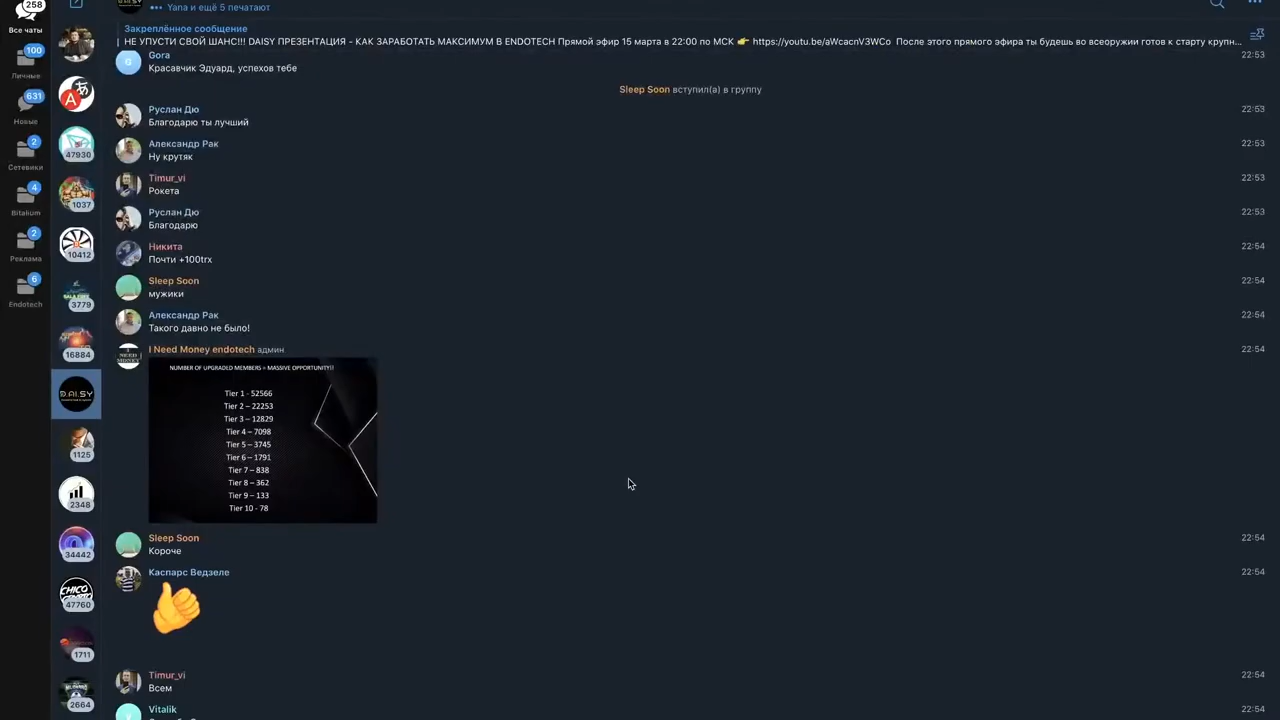 258
Все чаты
100
Личные
631
Новые
2
Сетевики
4
Bitalium
2
Реклама
6
Endotech
47930
1037
10412
3779
16884
D.AI.SY
1125
2348
34442
CHICO
47760
1711
2664
Yana и ещё 5 печатают
Закреплённое сообщение
НЕ УПУСТИ СВОЙ ШАНС!!! DAISY ПРЕЗЕНТАЦИЯ - КАК ЗАРАБОТАТЬ МАКСИМУМ В ENDOTECH Прямой эфир 15 марта в 22:00 по МСК 👉 https://youtu.be/eWcacnV3WCo После этого прямого эфира ты будешь во всеоружии готов к старту крупн...
Gora 22:53
Красавчик Эдуард, успехов тебе
Sleep Soon вступил(а) в группу
Руслан Дю 22:53
Благодарю ты лучший
Александр Рак 22:53
Ну крутяк
Timur_vi 22:53
Рокета
Руслан Дю 22:53
Благодарю
Никита 22:54
Почти +100trx
Sleep Soon 22:54
мужики
Александр Рак 22:54
Такого давно не было!
I Need Money endotech админ 22:54
I NEED MONEY
NUMBER OF UPGRADED MEMBERS = MASSIVE OPPORTUNITY!!
Tier 1 - 52566
Tier 2 – 22253
Tier 3 – 12829
Tier 4 – 7098
Tier 5 – 3745
Tier 6 – 1791
Tier 7 – 838
Tier 8 – 362
Tier 9 – 133
Tier 10 - 78
Sleep Soon 22:54
Короче
Каспарс Ведзеле 22:54
👍
Timur_vi 22:54
Всем
Vitalik 22:54